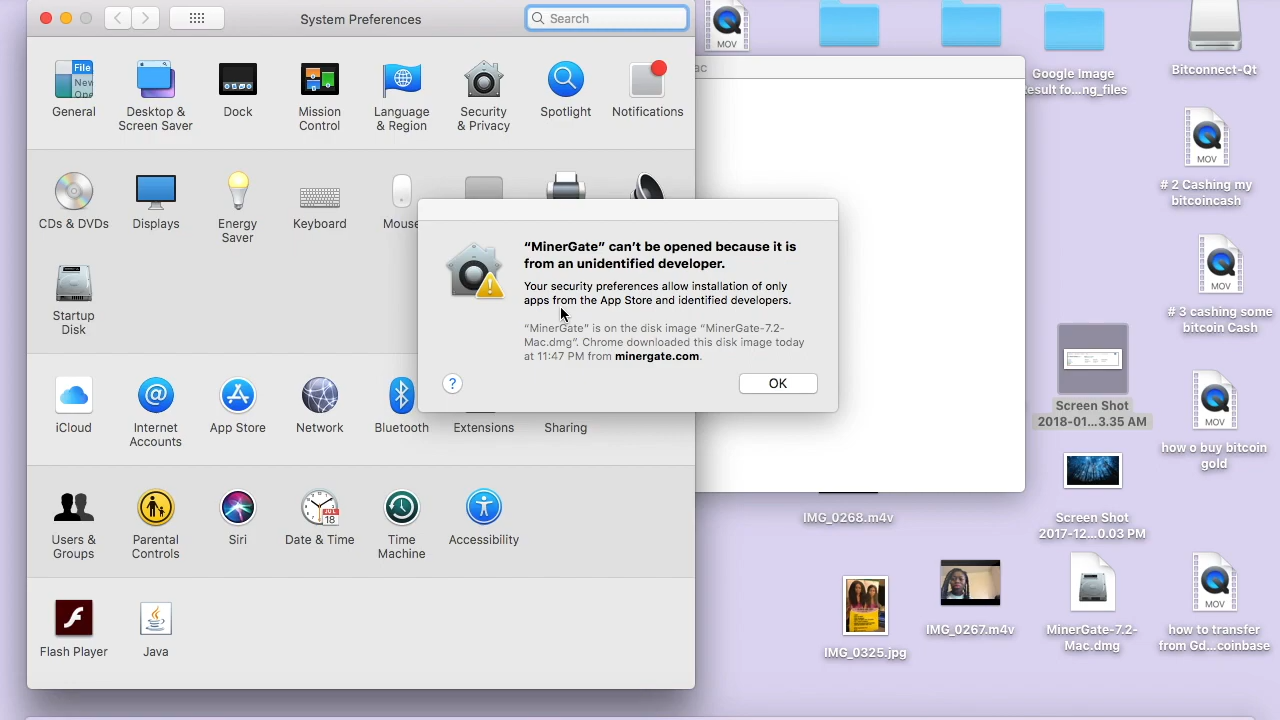 System Preferences
Search
General
Desktop &
Screen Saver
Dock
Mission
Control
Language
& Region
Security
& Privacy
Spotlight
Notifications
CDs & DVDs
Displays
Energy
Saver
Keyboard
Mouse
Startup
Disk
iCloud
Internet
Accounts
App Store
Network
Bluetooth
Extensions
Sharing
Users &
Groups
Parental
Controls
Siri
Date & Time
Time
Machine
Accessibility
Flash Player
Java
“MinerGate” can’t be opened because it is
from an unidentified developer.
Your security preferences allow installation of only
apps from the App Store and identified developers.
“MinerGate” is on the disk image “MinerGate-7.2-
Mac.dmg”. Chrome downloaded this disk image today
at 11:47 PM from minergate.com.
?
OK
MOV
Google Image
esult fo...ng_files
Bitconnect-Qt
MOV
# 2 Cashing my
bitcoincash
MOV
# 3 cashing some
bitcoin Cash
Screen Shot
2018-01...3.35 AM
MOV
how o buy bitcoin
gold
Screen Shot
2017-12...0.03 PM
IMG_0268.m4v
IMG_0325.jpg
IMG_0267.m4v
MinerGate-7.2-
Mac.dmg
MOV
how to transfer
from Gd...coinbase